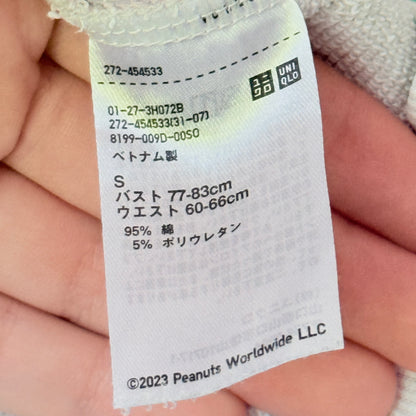 272-454533
ユニ
クロ
UNI
QLO
01-27-3H072B
272-454533(31-07)
8199-009D-00SO
ベトナム製
S
バスト 77-83cm
ウエスト 60-66cm
95% 綿
5% ポリウレタン
©2023 Peanuts Worldwide LLC